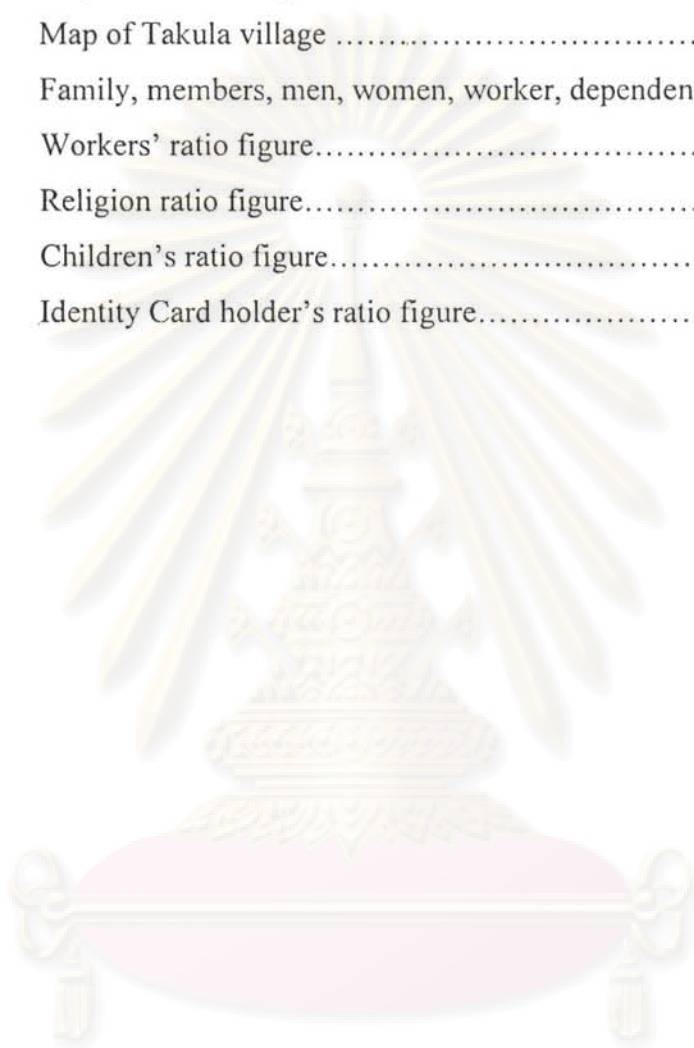 Map of Takula village ........................................
Family, members, men, women, worker, dependen
Workers' ratio figure........................................
Religion ratio figure........................................
Children's ratio figure........................................
Identity Card holder's ratio figure.......................